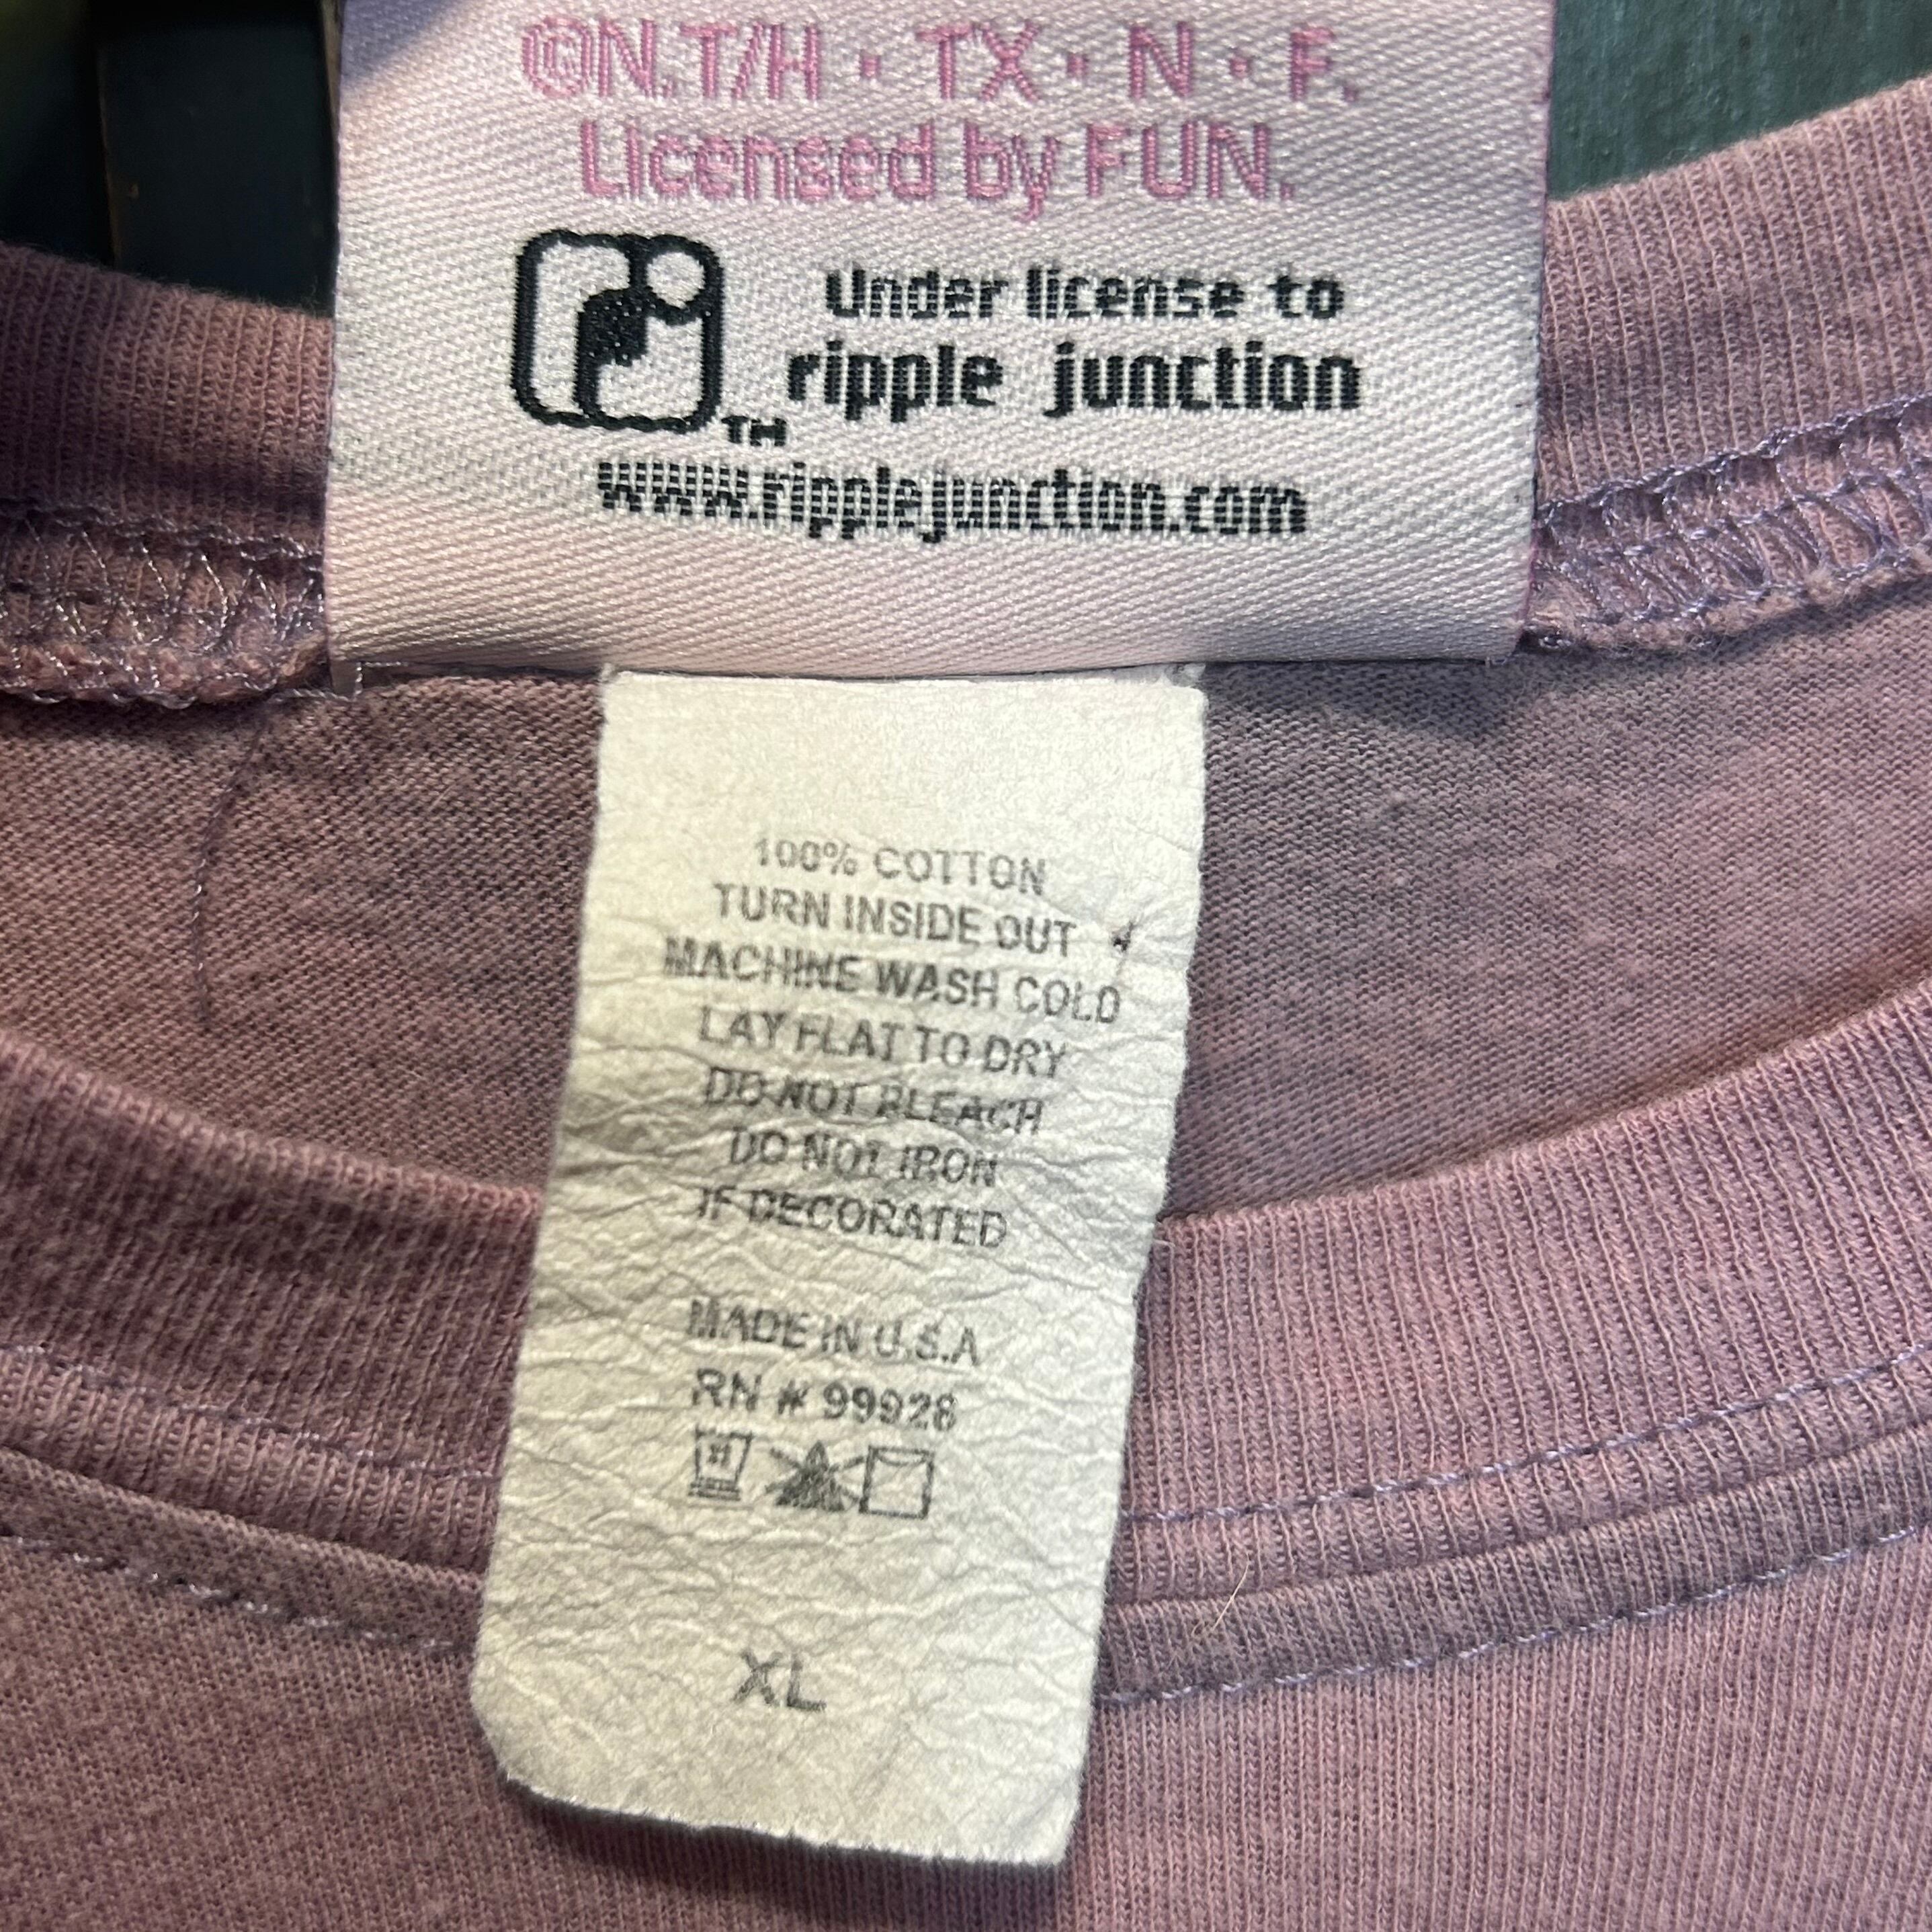 ©N.T/H · TX · N · F.
Licensed by FUN.
Under license to
ripple junction
TM
www.ripplejunction.com
100% COTTON
TURN INSIDE OUT
MACHINE WASH COLD
LAY FLAT TO DRY
DO NOT BLEACH
DO NOT IRON
IF DECORATED
MADE IN U.S.A
RN # 99928
XL